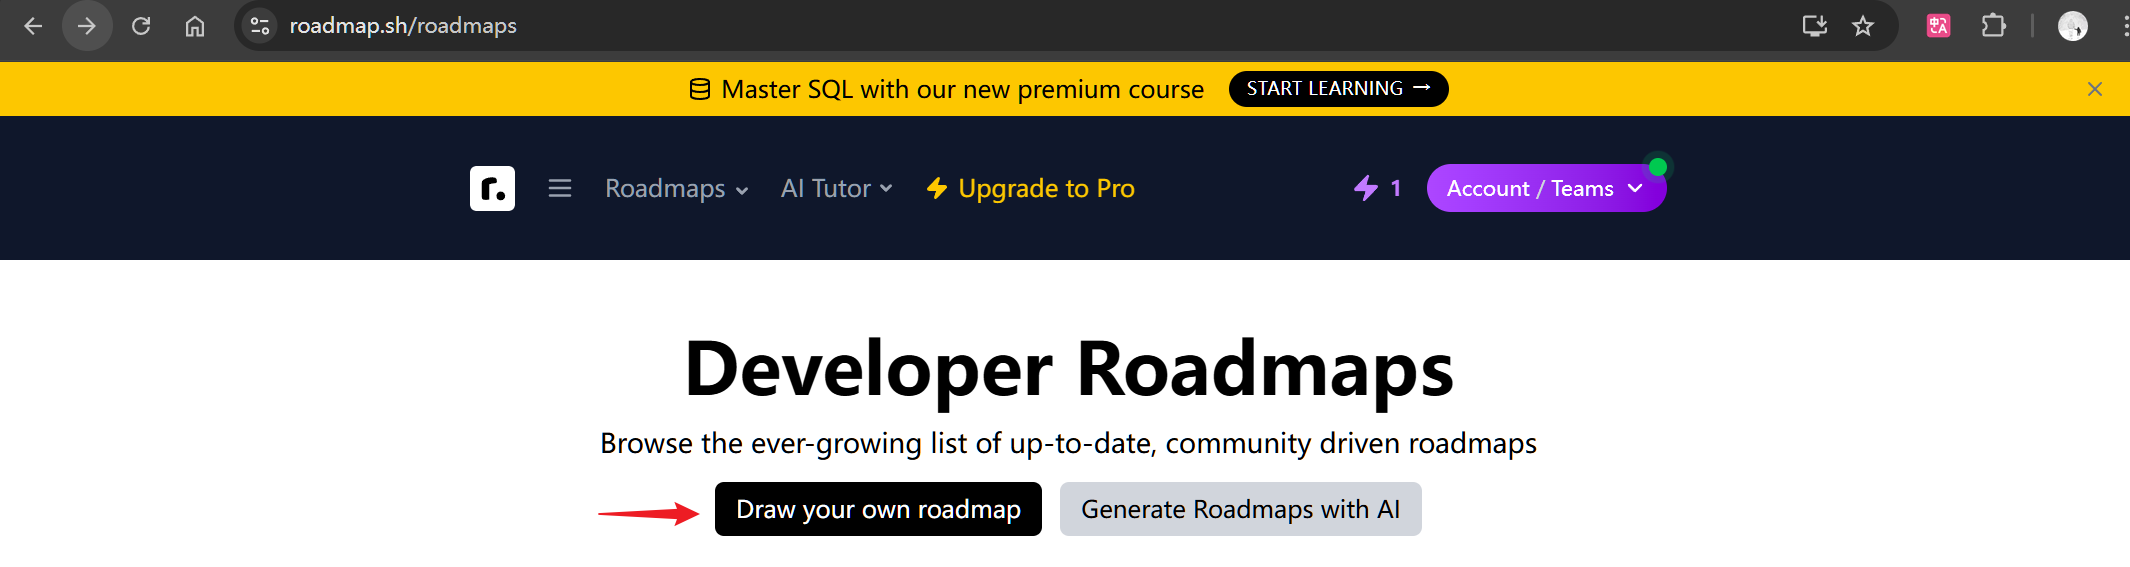 roadmap.sh/roadmaps
中 A
Master SQL with our new premium course START LEARNING →
r. Roadmaps AI Tutor Upgrade to Pro 1 Account / Teams
Developer Roadmaps
Browse the ever-growing list of up-to-date, community driven roadmaps
Draw your own roadmap Generate Roadmaps with AI